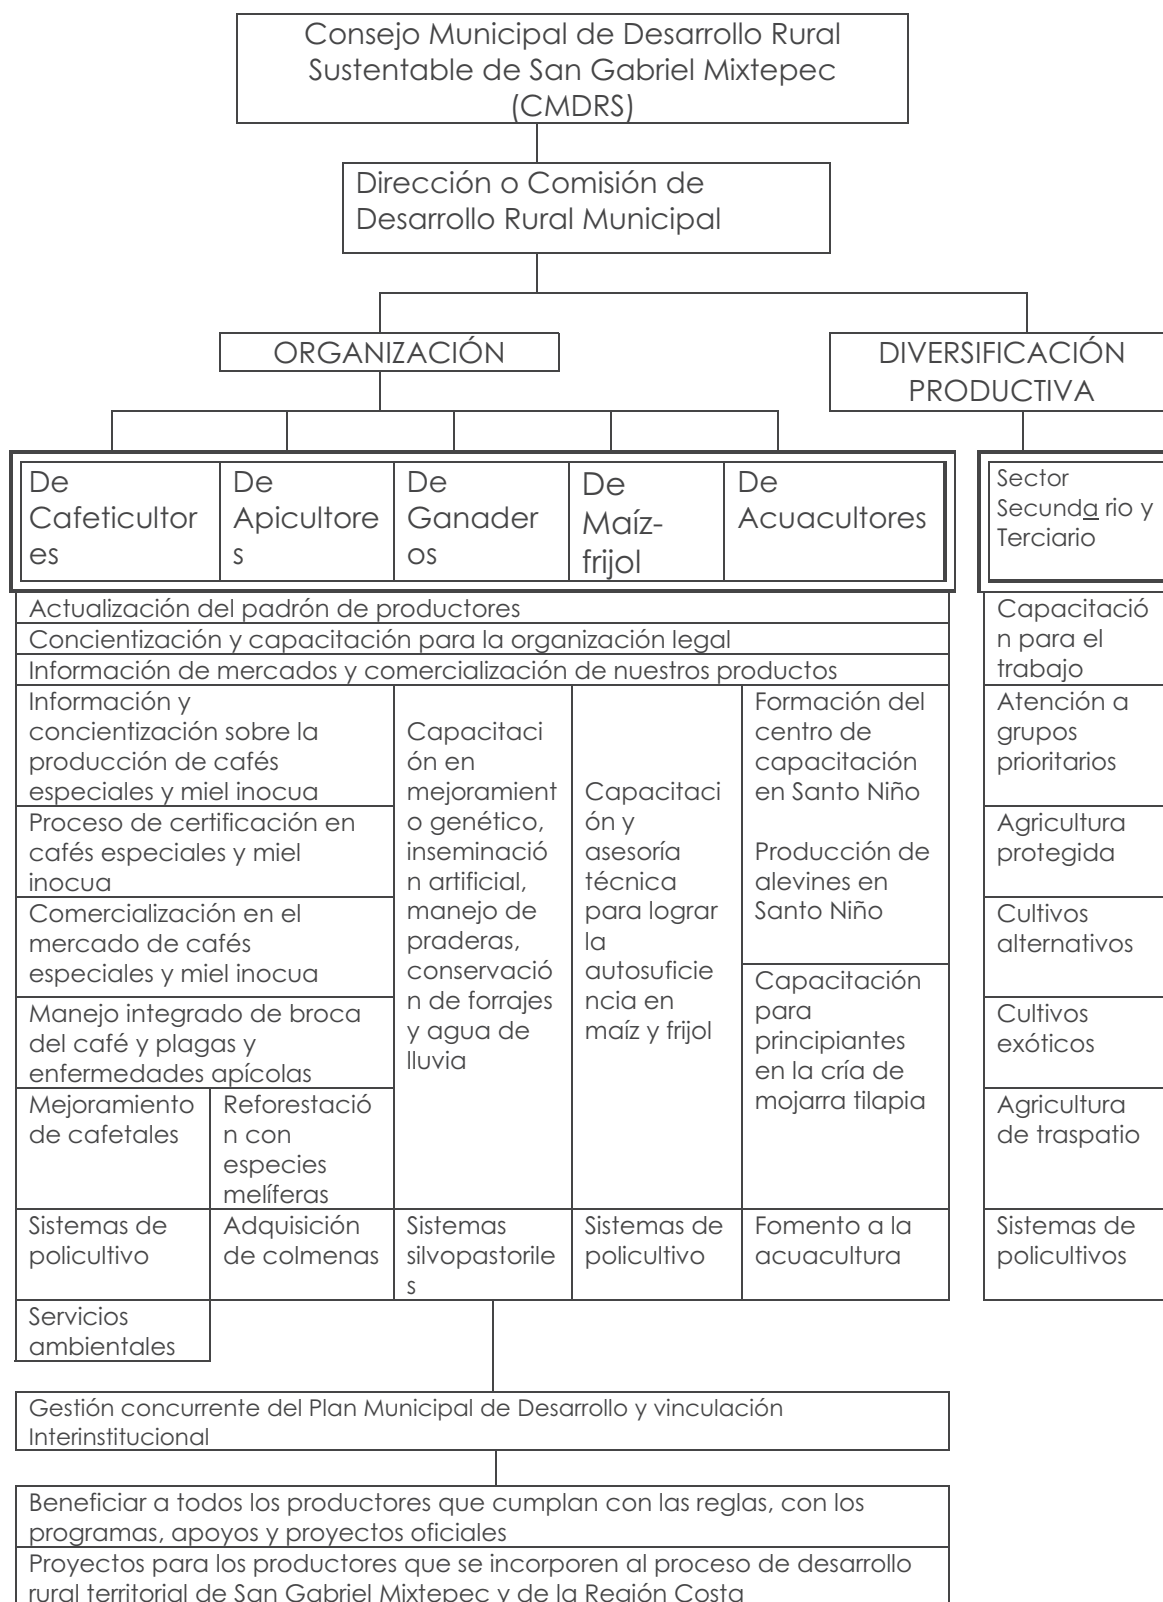 Consejo Municipal de Desarrollo Rural
Sustentable de San Gabriel Mixtepec
(CMDRS)
Dirección o Comisión de
Desarrollo Rural Municipal
ORGANIZACIÓN
DIVERSIFICACIÓN
PRODUCTIVA
De
Cafeticultor
es
De
Apicultore
s
De
Ganader
os
De
Maíz-
frijol
De
Acuacultores
Sector
Secunda rio y
Terciario
Actualización del padrón de productores
Concientización y capacitación para la organización legal
Información de mercados y comercialización de nuestros productos
Capacitació
n para el
trabajo
Información y
concientización sobre la
producción de cafés
especiales y miel inocua
Proceso de certificación en
cafés especiales y miel
inocua
Comercialización en el
mercado de cafés
especiales y miel inocua
Manejo integrado de broca
del café y plagas y
enfermedades apícolas
Mejoramiento
de cafetales
Reforestació
n con
especies
melíferas
Capacitaci
ón en
mejoramient
o genético,
inseminació
n artificial,
manejo de
praderas,
conservació
n de forrajes
y agua de
lluvia
Capacitaci
ón y
asesoría
técnica
para lograr
la
autosuficie
ncia en
maíz y frijol
Formación del
centro de
capacitación
en Santo Niño
Producción de
alevines en
Santo Niño
Capacitación
para
principiantes
en la cría de
mojarra tilapia
Atención a
grupos
prioritarios
Agricultura
protegida
Cultivos
alternativos
Cultivos
exóticos
Agricultura
de traspatio
Sistemas de
policultivo
Adquisición
de colmenas
Sistemas
silvopastorile
s
Sistemas de
policultivo
Fomento a la
acuacultura
Sistemas de
policultivos
Servicios
ambientales
Gestión concurrente del Plan Municipal de Desarrollo y vinculación
Interinstitucional
Beneficiar a todos los productores que cumplan con las reglas, con los
programas, apoyos y proyectos oficiales
Proyectos para los productores que se incorporen al proceso de desarrollo
rural territorial de San Gabriel Mixtepec y de la Región Costa